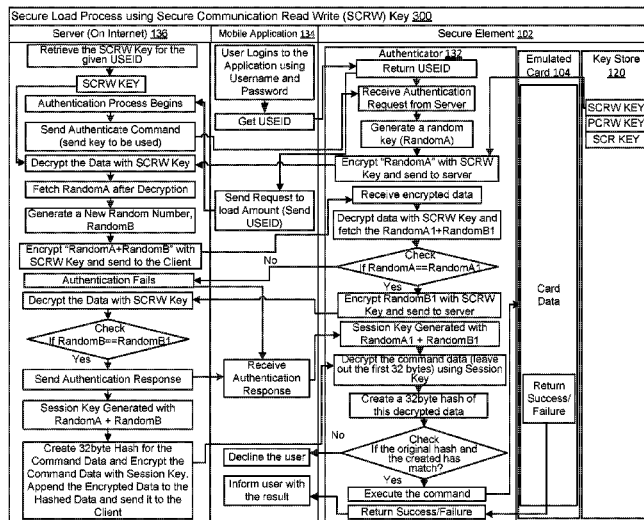 Secure Load Process using Secure Communication Read Write (SCRW) Key 300
Server (On Internet) 136
Mobile Application 134
Secure Element 102
Retrieve the SCRW Key for the
given USEID
SCRW KEY
Authentication Process Begins
Send Authenticate Command
(send key to be used)
Decrypt the Data with SCRW Key
Fetch RandomA after Decryption
Generate a New Random Number,
RandomB
Encrypt "RandomA+RandomB" with
SCRW Key and send to the Client
Authentication Fails
Decrypt the Data with SCRW Key
Check
If RandomB==RandomB1
Yes
Send Authentication Response
Session Key Generated with
RandomA + RandomB
Create 32byte Hash for the
Command Data and Encrypt the
Command Data with Session Key.
Append the Encrypted Data to the
Hashed Data and send it to the
Client
User Logins to the
Application using
Username and
Password
Get USEID
Send Request to
load Amount (Send
USEID)
No
Receive
Authentication
Response
Decline the user
Inform user with
the result
Authenticator 132
Return USEID
Receive Authentication
Request from Server
Generate a random
key (RandomA)
Encrypt "RandomA" with SCRW
Key and send to server
Receive encrypted data
Decrypt data with SCRW Key and
fetch the RandomA1+RandomB1
Check
If RandomA==RandomA1
Yes
Encrypt RandomB1 with SCRW
Key and send to server
Session Key Generated with
RandomA1 + RandomB1
Decrypt the command data (leave
out the first 32 bytes) using Session
Key
Create a 32byte hash of
this decrypted data
No
Check
If the original hash and
the created has
match?
Yes
Execute the command
Return Success/Failure
Emulated
Card 104
Card
Data
Return
Success/
Failure
Key Store
120
SCRW KEY
PCRW KEY
SCR KEY